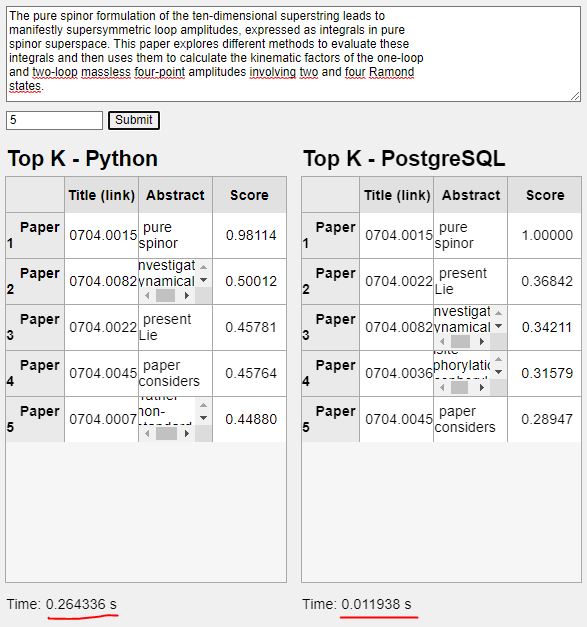 The pure spinor formulation of the ten-dimensional superstring leads to
manifestly supersymmetric loop amplitudes, expressed as integrals in pure
spinor superspace. This paper explores different methods to evaluate these
integrals and then uses them to calculate the kinematic factors of the one-loop
and two-loop massless four-point amplitudes involving two and four Ramond
states.
5 Submit
Top K - Python
Title (link) Abstract Score
Paper 1 0704.0015 pure spinor 0.98114
Paper 2 0704.0082 nvestigat ynamical 0.50012
Paper 3 0704.0022 present Lie 0.45781
Paper 4 0704.0045 paper considers 0.45764
Paper 5 0704.0007 rather non- 0.44880
Time: 0.264336 s
Top K - PostgreSQL
Title (link) Abstract Score
Paper 1 0704.0015 pure spinor 1.00000
Paper 2 0704.0022 present Lie 0.36842
Paper 3 0704.0082 nvestigat ynamical 0.34211
Paper 4 0704.0036 phorylatic 0.31579
Paper 5 0704.0045 paper considers 0.28947
Time: 0.011938 s